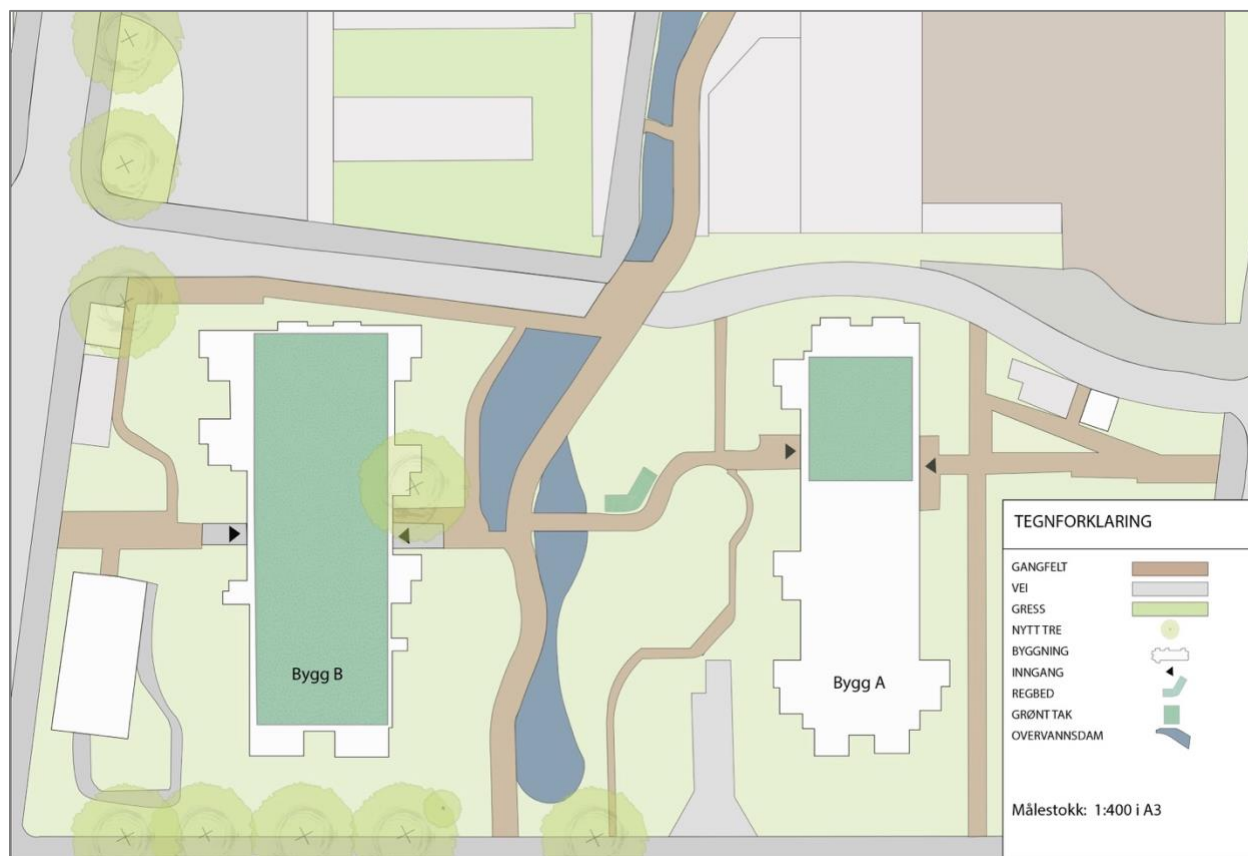 Bygg B
Bygg A
TEGNFORKLARING
GANGFELT
VEI
GRESS
NYTT TRE
BYGGNING
INNGANG
REGBED
GRØNT TAK
OVERVANNSDAM
Målestokk: 1:400 i A3